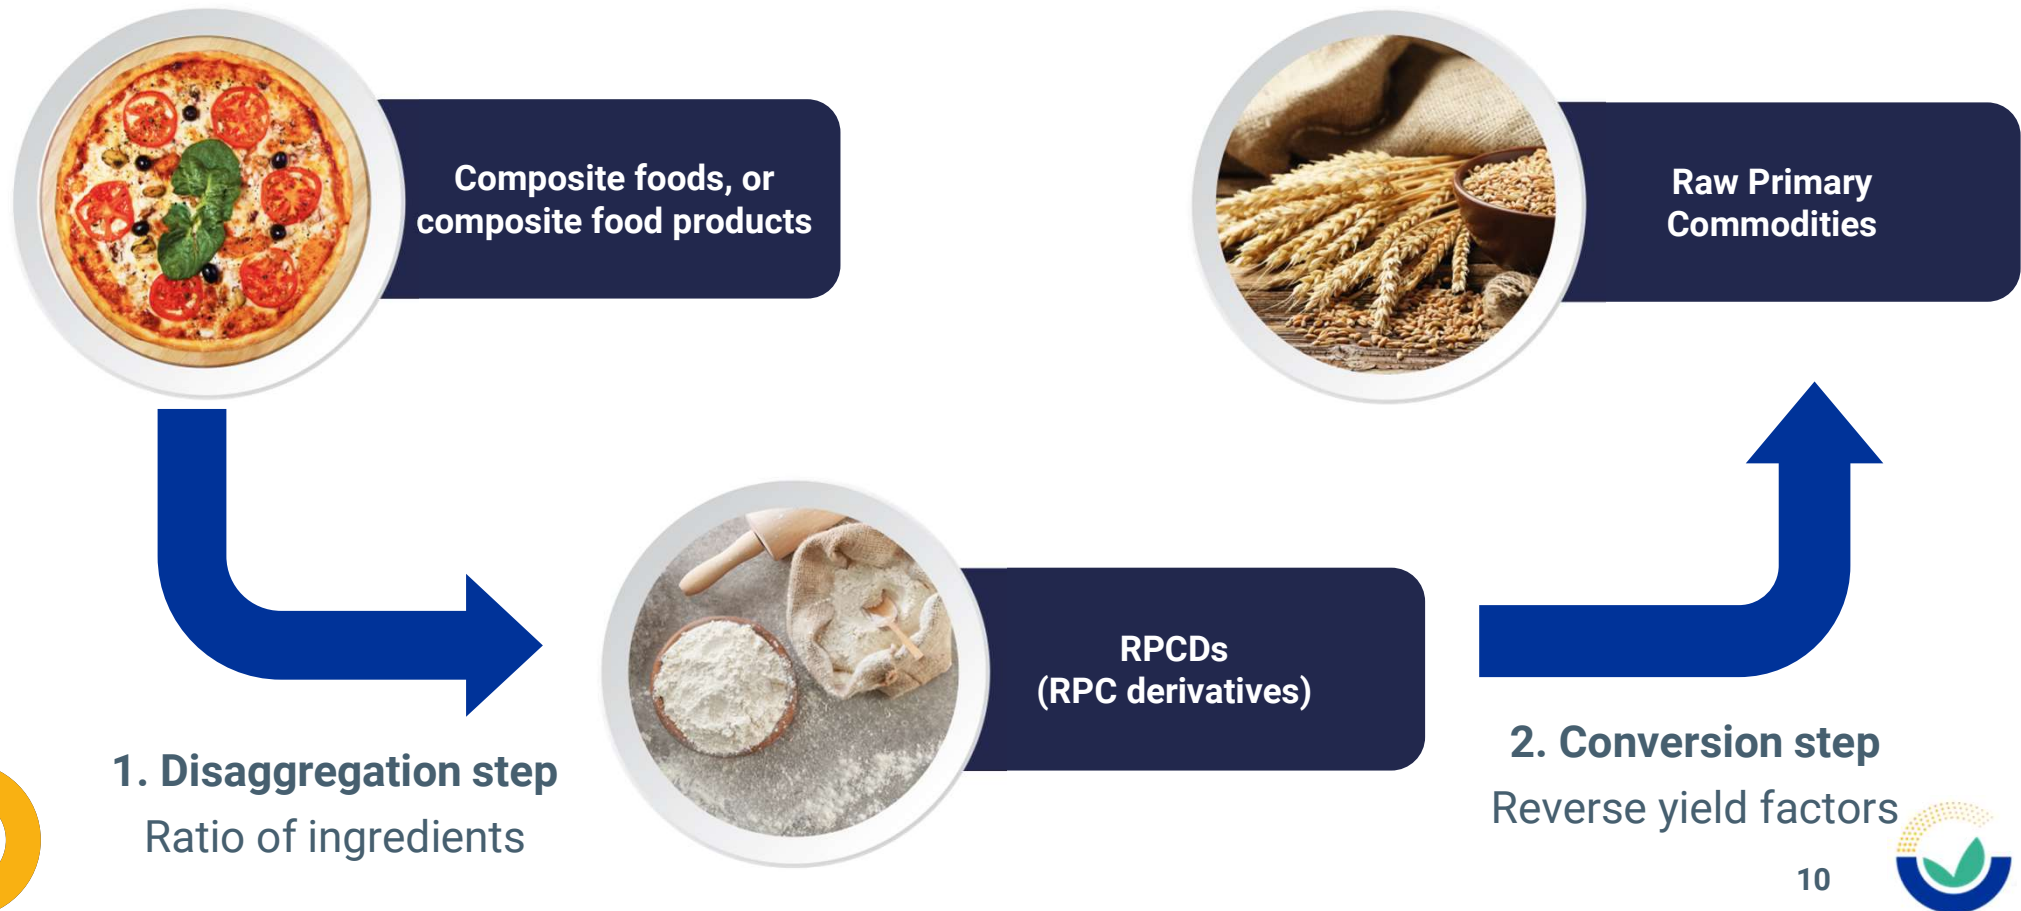 Composite foods, or
composite food products
Raw Primary
Commodities
RPCDs
(RPC derivatives)
1. Disaggregation step
Ratio of ingredients
2. Conversion step
Reverse yield factors
10